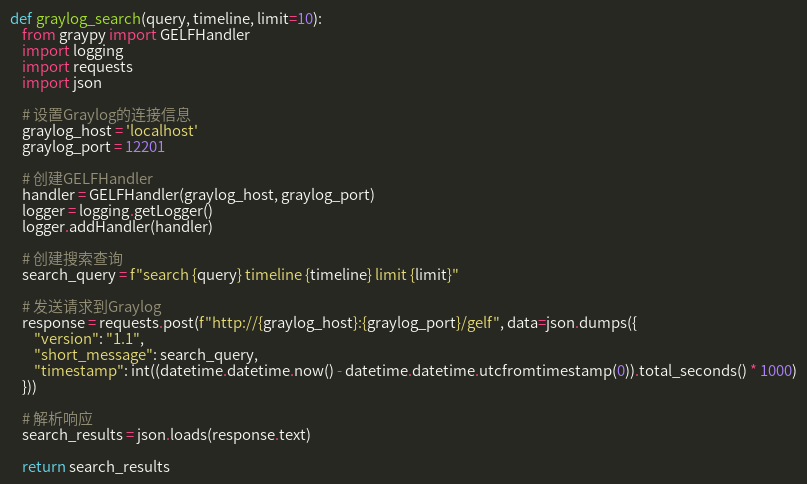 def graylog_search(query, timeline, limit=10):
from graypy import GELFHandler
import logging
import requests
import json
# 设置Graylog的连接信息
graylog_host = 'localhost'
graylog_port = 12201
# 创建GELFHandler
handler = GELFHandler(graylog_host, graylog_port)
logger = logging.getLogger()
logger.addHandler(handler)
# 创建搜索查询
search_query = f"search {query} timeline {timeline} limit {limit}"
# 发送请求到Graylog
response = requests.post(f"http://{graylog_host}:{graylog_port}/gelf", data=json.dumps({
"version": "1.1",
"short_message": search_query,
"timestamp": int((datetime.datetime.now() - datetime.datetime.utcfromtimestamp(0)).total_seconds() * 1000)
}))
# 解析响应
search_results = json.loads(response.text)
return search_results